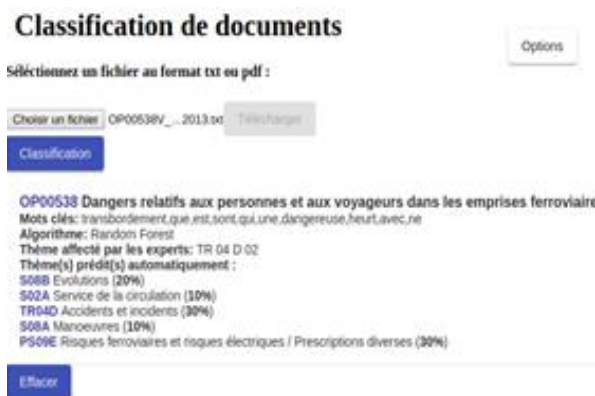 Classification de documents
Options
Séléctionnez un fichier au format txt ou pdf :
Choisir un fichier OP00538V_...2013.txt Télécharger
Classification
OP00538 Dangers relatifs aux personnes et aux voyageurs dans les emprises ferroviaire
Mots clés: transbordement,que,est,sont,qui,une,dangereuse,heurt,avec,ne
Algorithme: Random Forest
Thème affecté par les experts: TR 04 D 02
Thème(s) prédit(s) automatiquement :
S08B Evolutions (20%)
S02A Service de la circulation (10%)
TR04D Accidents et incidents (30%)
S08A Manoeuvres (10%)
PS09E Risques ferroviaires et risques électriques / Prescriptions diverses (30%)
Effacer